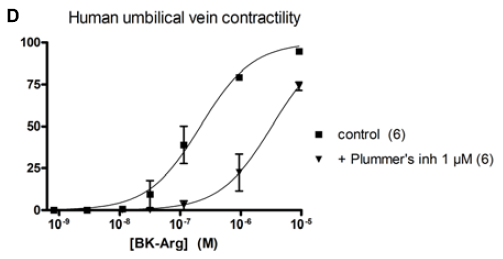 D
Human umbilical vein contractility
100
75
50
25
0
10-9 10-8 10-7 10-6 10-5
[BK-Arg] (M)
control (6)
+ Plummer's inh 1 µM (6)